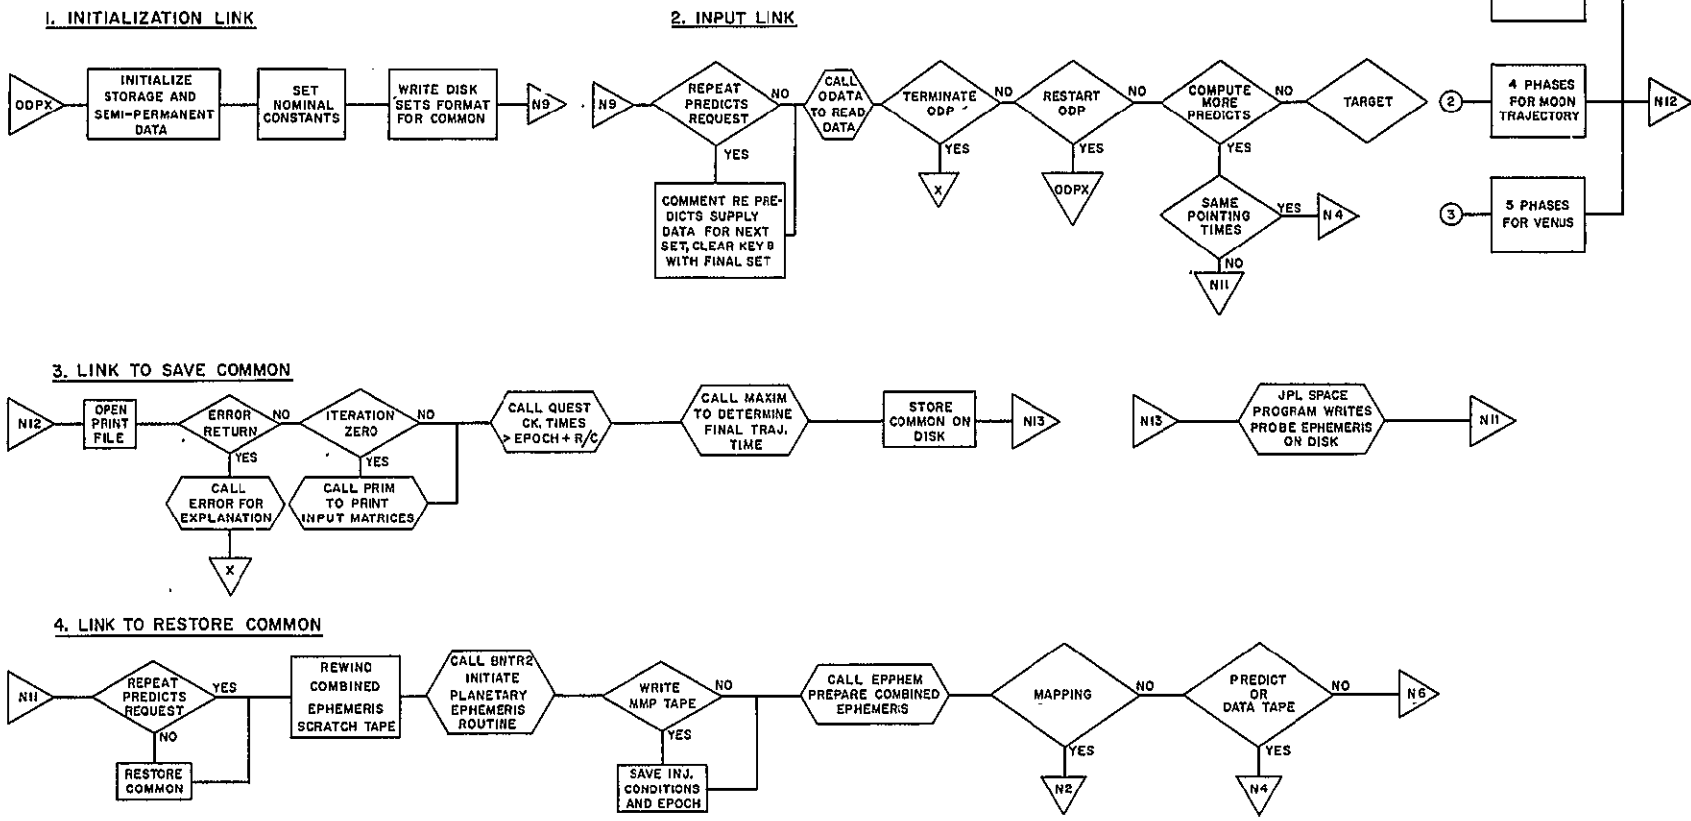 1. INITIALIZATION LINK
ODPX
INITIALIZE
STORAGE AND
SEMI-PERMANENT
DATA
SET
NOMINAL
CONSTANTS
WRITE DISK
SETS FORMAT
FOR COMMON
N9
2. INPUT LINK
N9
REPEAT
PREDICTS
REQUEST
NO
YES
COMMENT RE PRE-
DICTS SUPPLY
DATA FOR NEXT
SET, CLEAR KEY 8
WITH FINAL SET
CALL
ODATA
TO READ
DATA
TERMINATE
ODP
NO
YES
X
RESTART
ODP
NO
YES
ODPX
COMPUTE
MORE
PREDICTS
NO
YES
SAME
POINTING
TIMES
YES
N4
NO
N11
TARGET
2
4 PHASES
FOR MOON
TRAJECTORY
N12
3
5 PHASES
FOR VENUS
3. LINK TO SAVE COMMON
N12
OPEN
PRINT
FILE
ERROR
RETURN
NO
YES
CALL
ERROR FOR
EXPLANATION
X
ITERATION
ZERO
NO
YES
CALL PRIM
TO PRINT
INPUT MATRICES
CALL QUEST
CK. TIMES
> EPOCH + R/C
CALL MAXIM
TO DETERMINE
FINAL TRAJ.
TIME
STORE
COMMON ON
DISK
N13
N13
JPL SPACE
PROGRAM WRITES
PROBE EPHEMERIS
ON DISK
N11
4. LINK TO RESTORE COMMON
N11
REPEAT
PREDICTS
REQUEST
YES
NO
RESTORE
COMMON
REWIND
COMBINED
EPHEMERIS
SCRATCH TAPE
CALL BNTR2
INITIATE
PLANETARY
EPHEMERIS
ROUTINE
WRITE
MMP TAPE
NO
YES
SAVE INJ.
CONDITIONS
AND EPOCH
CALL EPPHEM
PREPARE COMBINED
EPHEMERIS
MAPPING
NO
YES
N2
PREDICT
OR
DATA TAPE
NO
YES
N4
N6